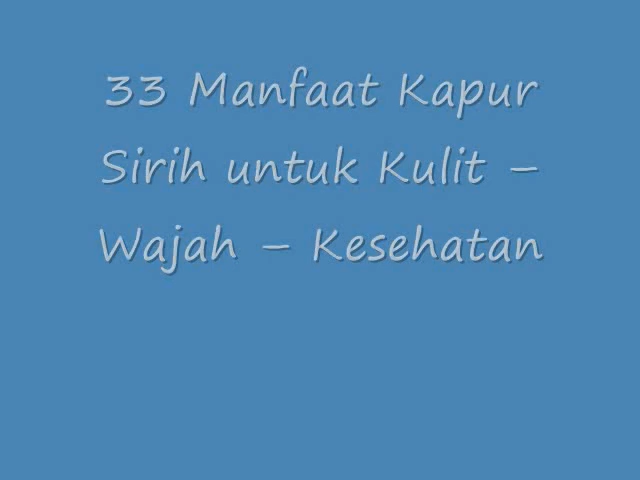 33 Manfaat Kapur
Sirih untuk Kulit –
Wajah – Kesehatan